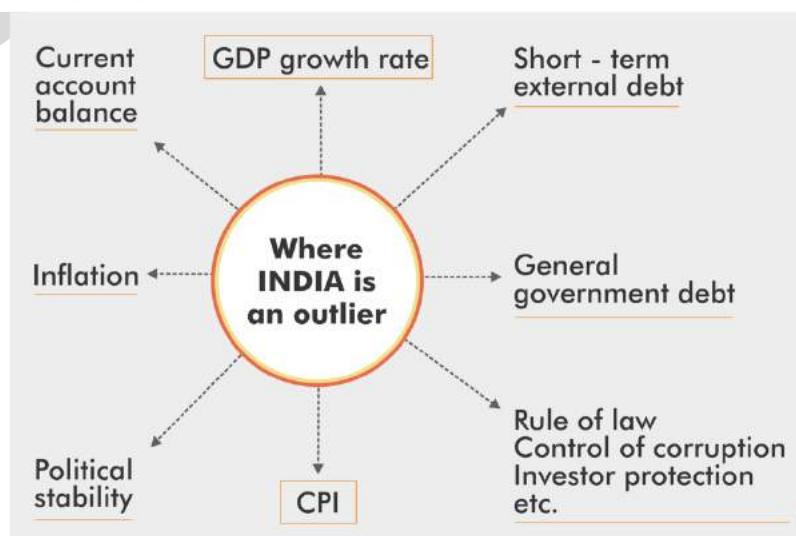 Current
account
balance
GDP growth rate
Short - term
external debt
Where
INDIA is
an outlier
Inflation
General
government debt
Political
stability
CPI
Rule of law
Control of corruption
Investor protection
etc.